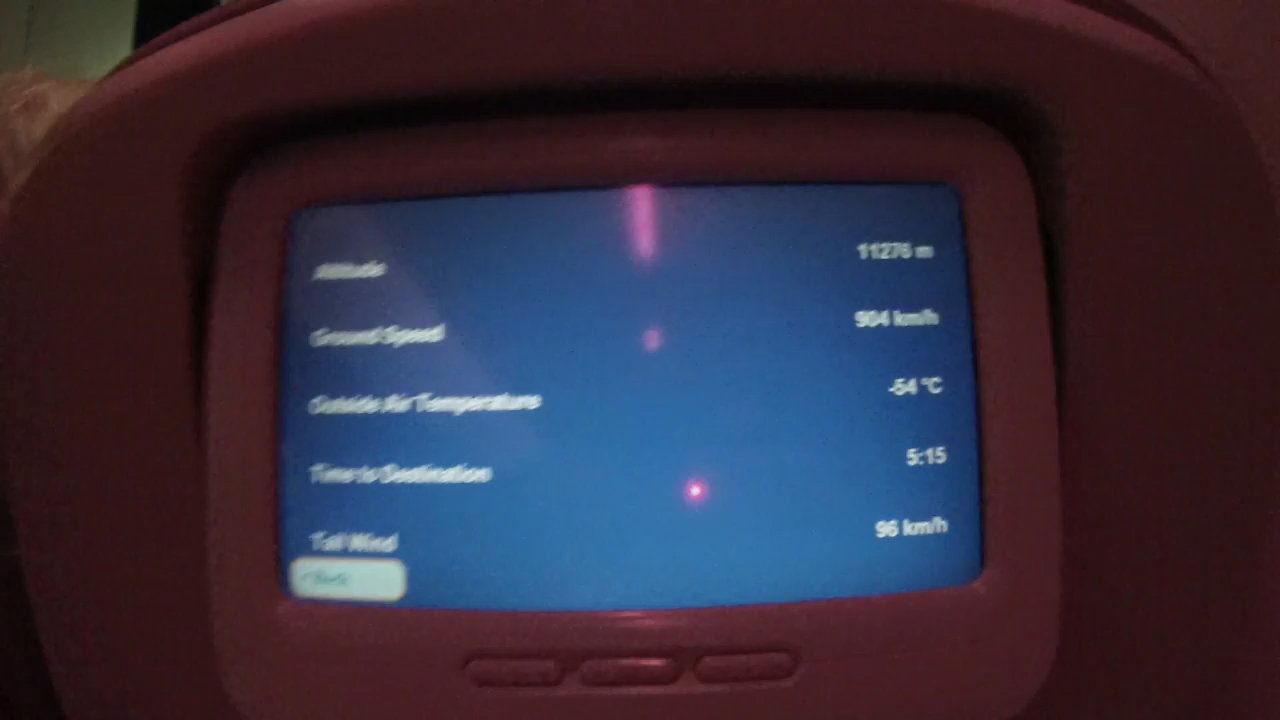 Altitude 11276 m
Ground Speed 904 km/h
Outside Air Temperature -54 °C
Time to Destination 5:15
Tail Wind 96 km/h